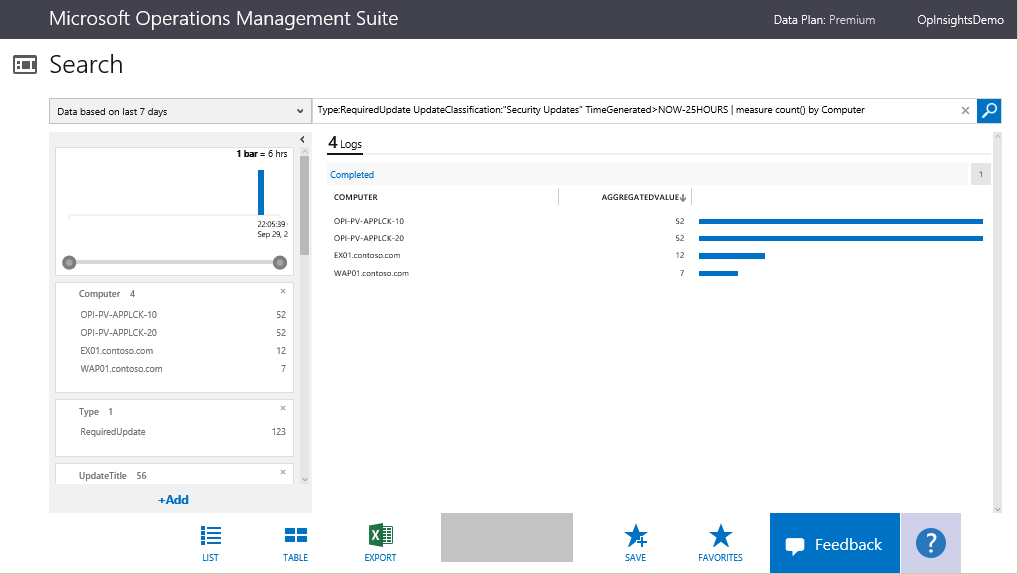 Microsoft Operations Management Suite
Data Plan: Premium
OpInsightsDemo
Search
Data based on last 7 days
Type:RequiredUpdate UpdateClassification:"Security Updates" TimeGenerated>NOW-25HOURS | measure count() by Computer
1 bar = 6 hrs
22:05:39
Sep 29, 2
Computer 4
OPI-PV-APPLCK-10 52
OPI-PV-APPLCK-20 52
EX01.contoso.com 12
WAP01.contoso.com 7
Type 1
RequiredUpdate 123
UpdateTitle 56
+Add
4 Logs
Completed 1
COMPUTER AGGREGATEDVALUE
OPI-PV-APPLCK-10 52
OPI-PV-APPLCK-20 52
EX01.contoso.com 12
WAP01.contoso.com 7
LIST
TABLE
EXPORT
SAVE
FAVORITES
Feedback
?